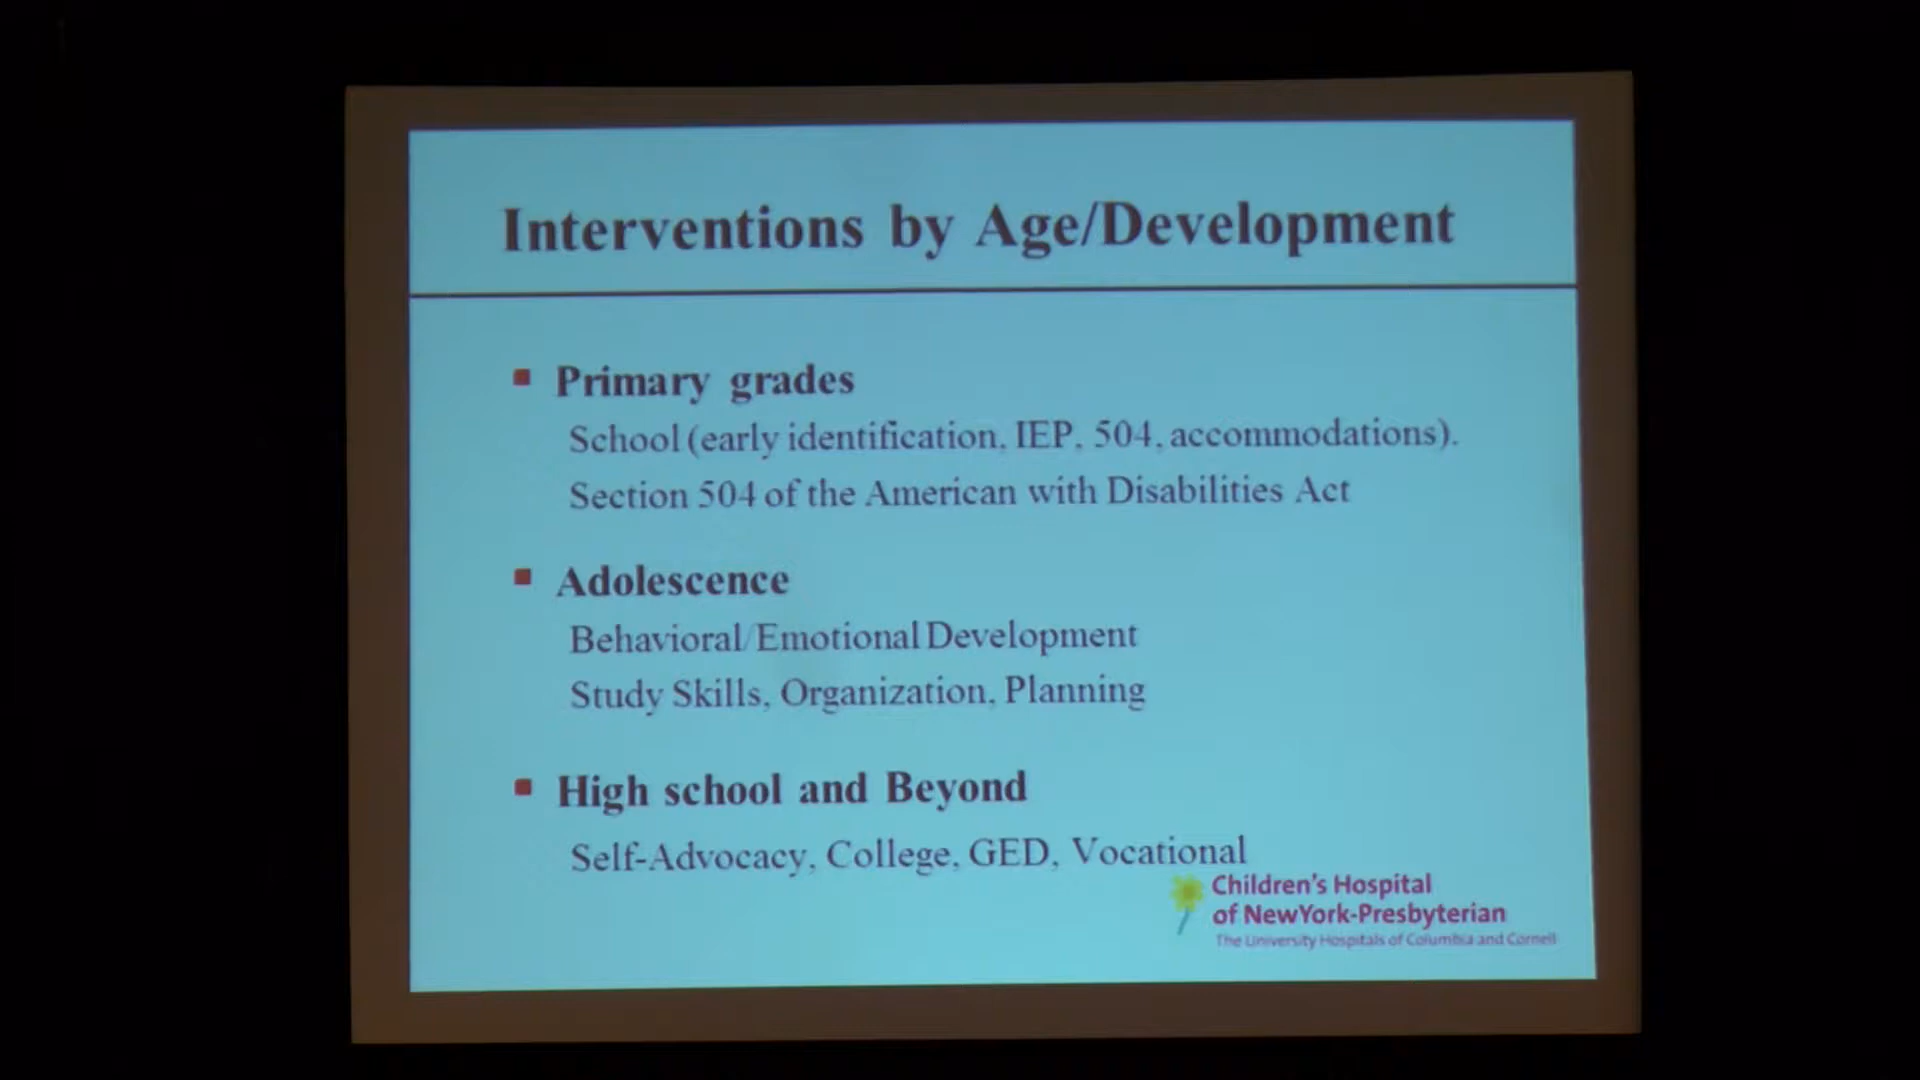 Interventions by Age/Development
Primary grades
School (early identification, IEP, 504, accommodations).
Section 504 of the American with Disabilities Act
Adolescence
Behavioral/Emotional Development
Study Skills, Organization, Planning
High school and Beyond
Self-Advocacy, College, GED, Vocational
Children's Hospital
of NewYork-Presbyterian
The University Hospitals of Columbia and Cornell